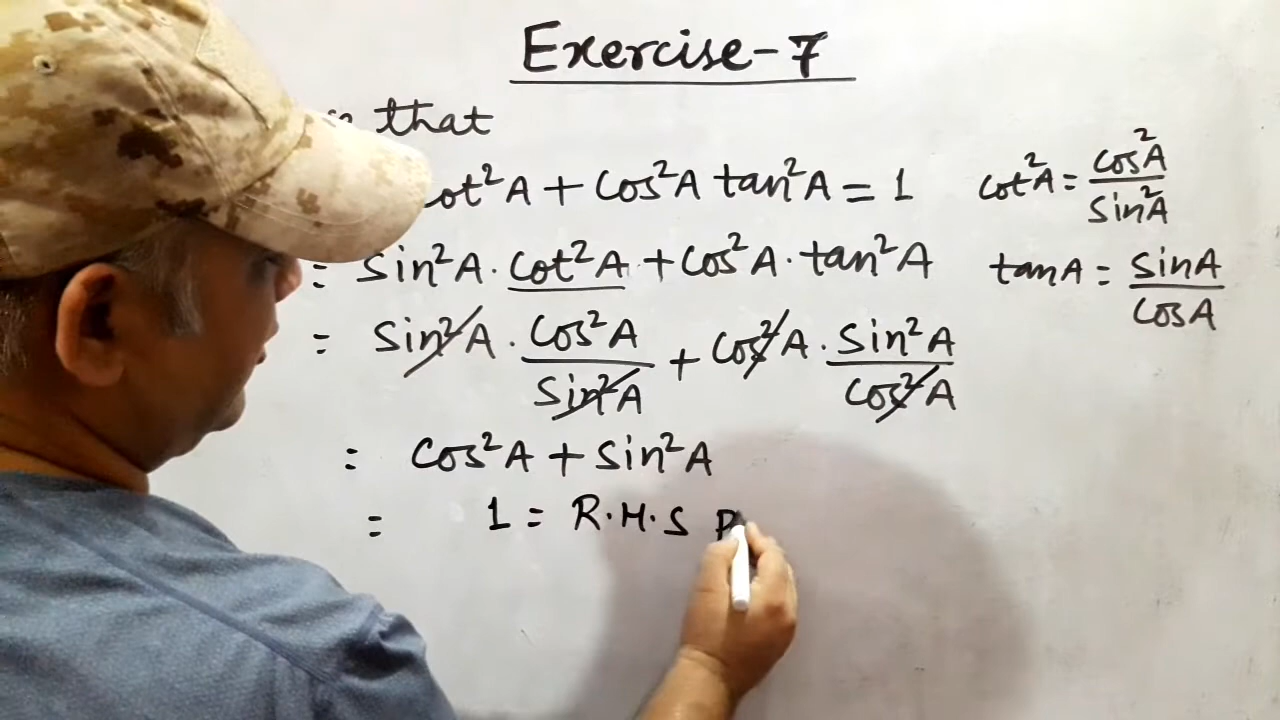 Exercise-7
that
cot²A + cos²A tan²A = 1
cot²A = cos²A / sin²A
= sin²A · cot²A + cos²A · tan²A
tanA = sinA / cosA
= sin²A · cos²A / sin²A + cos²A · sin²A / cos²A
= cos²A + sin²A
= 1 = R.H.S